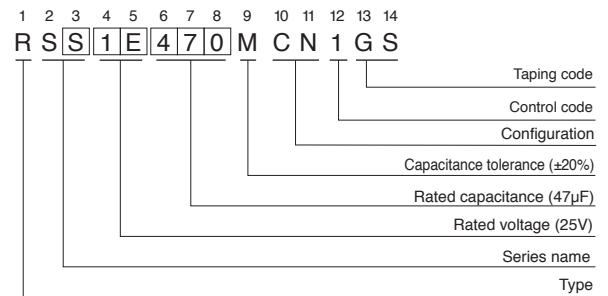 1 2 3 4 5 6 7 8 9 10 11 12 13 14
R S S 1 E 4 7 0 M C N 1 G S
Taping code
Control code
Configuration
Capacitance tolerance (±20%)
Rated capacitance (47µF)
Rated voltage (25V)
Series name
Type